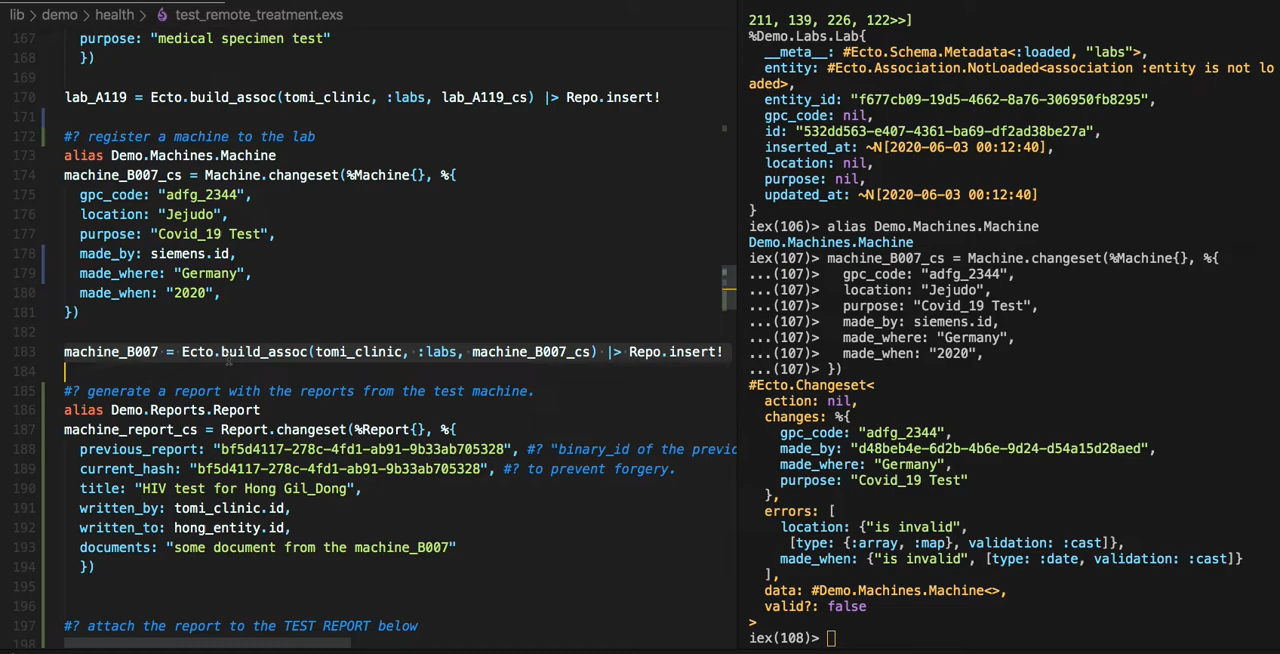 lib > demo > health > test_remote_treatment.exs
167 purpose: "medical specimen test"
168 })
169
170 lab_A119 = Ecto.build_assoc(tomi_clinic, :labs, lab_A119_cs) |> Repo.insert!
171
172 #? register a machine to the lab
173 alias Demo.Machines.Machine
174 machine_B007_cs = Machine.changeset(%Machine{}, %{
175 gpc_code: "adfg_2344",
176 location: "Jejudo",
177 purpose: "Covid_19 Test",
178 made_by: siemens.id,
179 made_where: "Germany",
180 made_when: "2020",
181 })
182
183 machine_B007 = Ecto.build_assoc(tomi_clinic, :labs, machine_B007_cs) |> Repo.insert!
184
185 #? generate a report with the reports from the test machine.
186 alias Demo.Reports.Report
187 machine_report_cs = Report.changeset(%Report{}, %{
188 previous_report: "bf5d4117-278c-4fd1-ab91-9b33ab705328", #? "binary_id of the previo
189 current_hash: "bf5d4117-278c-4fd1-ab91-9b33ab705328", #? to prevent forgery.
190 title: "HIV test for Hong Gil_Dong",
191 written_by: tomi_clinic.id,
192 written_to: hong_entity.id,
193 documents: "some document from the machine_B007"
194 })
195
196
197 #? attach the report to the TEST REPORT below
198
211, 139, 226, 122>>]
%Demo.Labs.Lab{
__meta__: #Ecto.Schema.Metadata<:loaded, "labs">,
entity: #Ecto.Association.NotLoaded<association :entity is not lo
aded>,
entity_id: "f677cb09-19d5-4662-8a76-306950fb8295",
gpc_code: nil,
id: "532dd563-e407-4361-ba69-df2ad38be27a",
inserted_at: ~N[2020-06-03 00:12:40],
location: nil,
purpose: nil,
updated_at: ~N[2020-06-03 00:12:40]
}
iex(106)> alias Demo.Machines.Machine
Demo.Machines.Machine
iex(107)> machine_B007_cs = Machine.changeset(%Machine{}, %{
...(107)> gpc_code: "adfg_2344",
...(107)> location: "Jejudo",
...(107)> purpose: "Covid_19 Test",
...(107)> made_by: siemens.id,
...(107)> made_where: "Germany",
...(107)> made_when: "2020",
...(107)> })
#Ecto.Changeset<
action: nil,
changes: %{
gpc_code: "adfg_2344",
made_by: "d48beb4e-6d2b-4b6e-9d24-d54a15d28aed",
made_where: "Germany",
purpose: "Covid_19 Test"
},
errors: [
location: {"is invalid",
[type: {:array, :map}, validation: :cast]},
made_when: {"is invalid", [type: :date, validation: :cast]}
],
data: #Demo.Machines.Machine<>,
valid?: false
>
iex(108)>